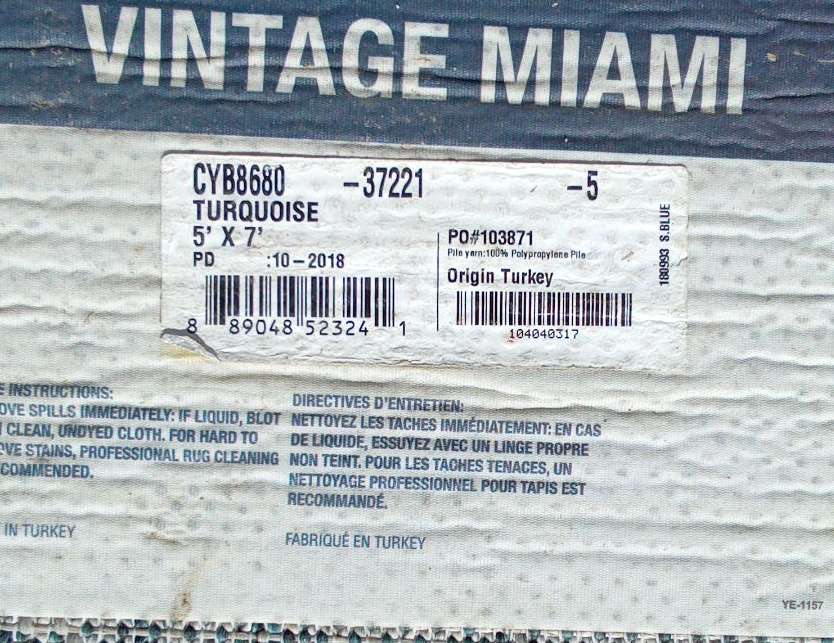 VINTAGE MIAMI
CYB8680 -37221 -5
TURQUOISE
5' X 7'
PD :10-2018
8 89048 52324 1
PO#103871
Pile yarn:100% Polypropylene Pile
Origin Turkey
104040317
180993 S.BLUE
E INSTRUCTIONS:
OVE SPILLS IMMEDIATELY: IF LIQUID, BLOT
CLEAN, UNDYED CLOTH. FOR HARD TO
OVE STAINS, PROFESSIONAL RUG CLEANING
COMMENDED.
IN TURKEY
DIRECTIVES D'ENTRETIEN:
NETTOYEZ LES TACHES IMMÉDIATEMENT: EN CAS
DE LIQUIDE, ESSUYEZ AVEC UN LINGE PROPRE
NON TEINT. POUR LES TACHES TENACES, UN
NETTOYAGE PROFESSIONNEL POUR TAPIS EST
RECOMMANDÉ.
FABRIQUÉ EN TURKEY
YE-1157